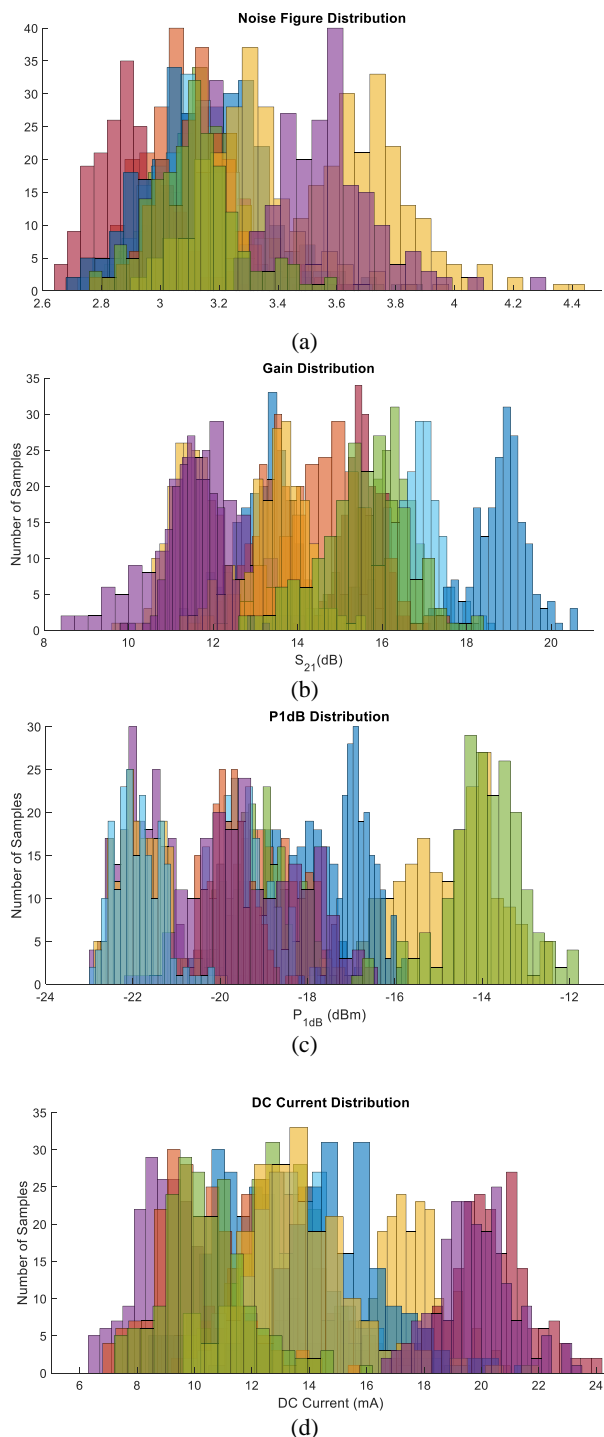 Noise Figure Distribution
Number of Samples
40
35
30
25
20
15
10
5
0
2.6 2.8 3 3.2 3.4 3.6 3.8 4 4.2 4.4
(a)
Gain Distribution
Number of Samples
35
30
25
20
15
10
5
0
8 10 12 14 16 18 20
S21(dB)
(b)
P1dB Distribution
Number of Samples
30
25
20
15
10
5
0
-24 -22 -20 -18 -16 -14 -12
P1dB (dBm)
(c)
DC Current Distribution
Number of Samples
35
30
25
20
15
10
5
0
6 8 10 12 14 16 18 20 22 24
DC Current (mA)
(d)